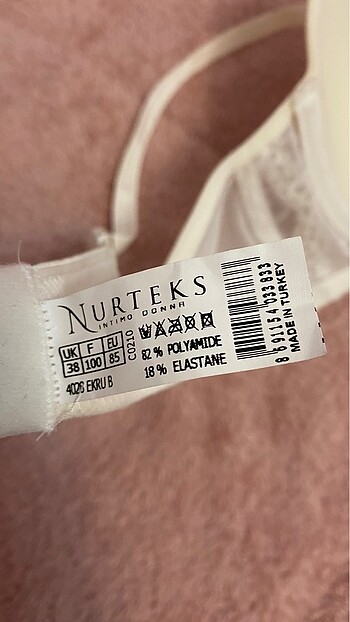 NURTEKS
INTIMO DONNA
UK F EU
38 100 85
C0210
82 % POLYAMIDE
18 % ELASTANE
4026 EKRU B
8 691154 033833
MADE IN TURKEY